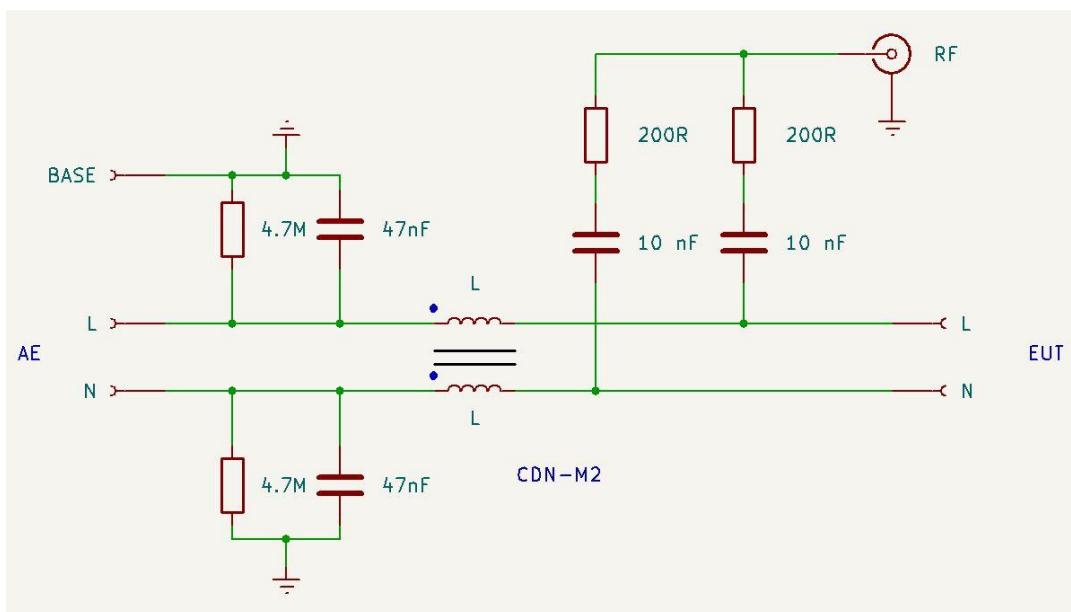 RF
200R 200R
BASE
4.7M 47nF
10 nF 10 nF
L
L L
AE EUT
N N
L
CDN-M2
4.7M 47nF